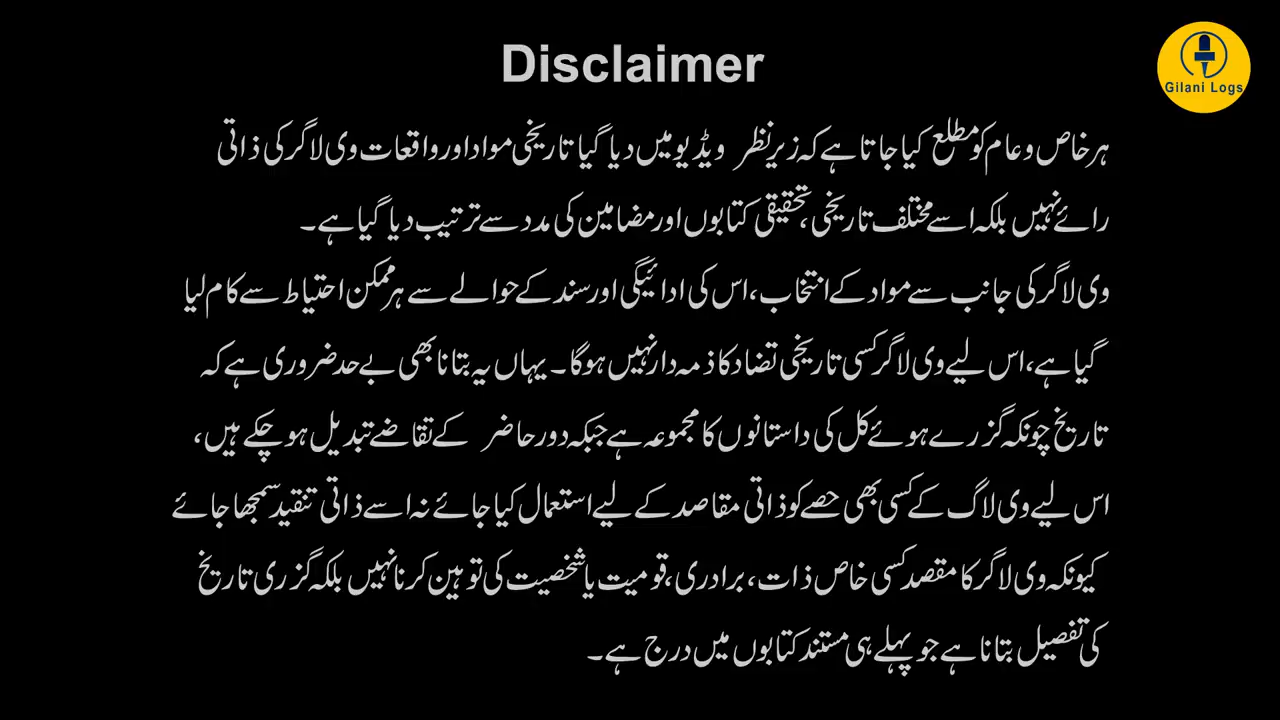 Disclaimer
Gilani Logs
ہر خاص و عام کو مطلع کیا جاتا ہے کہ زیر نظر ویڈیو میں دیا گیا تاریخی مواد اور واقعات وی لاگر کی ذاتی
رائے نہیں بلکہ اسے مختلف تاریخی، تحقیقی کتابوں اور مضامین کی مدد سے ترتیب دیا گیا ہے۔
وی لاگر کی جانب سے مواد کے انتخاب، اس کی ادائیگی اور سند کے حوالے سے ہر ممکن احتیاط سے کام لیا
گیا ہے، اس لیے وی لاگر کسی تاریخی تضاد کا ذمہ دار نہیں ہوگا۔ یہاں یہ بتانا بھی بے حد ضروری ہے کہ
تاریخ چونکہ گزرے ہوئے کل کی داستانوں کا مجموعہ ہے جبکہ دور حاضر کے تقاضے تبدیل ہو چکے ہیں،
اس لیے وی لاگ کے کسی بھی حصے کو ذاتی مقاصد کے لیے استعمال کیا جائے نہ اسے ذاتی تنقید سمجھا جائے
کیونکہ وی لاگر کا مقصد کسی خاص ذات، برادری، قومیت یا شخصیت کی توہین کرنا نہیں بلکہ گزری تاریخ
کی تفصیل بتانا ہے جو پہلے ہی مستند کتابوں میں درج ہے۔